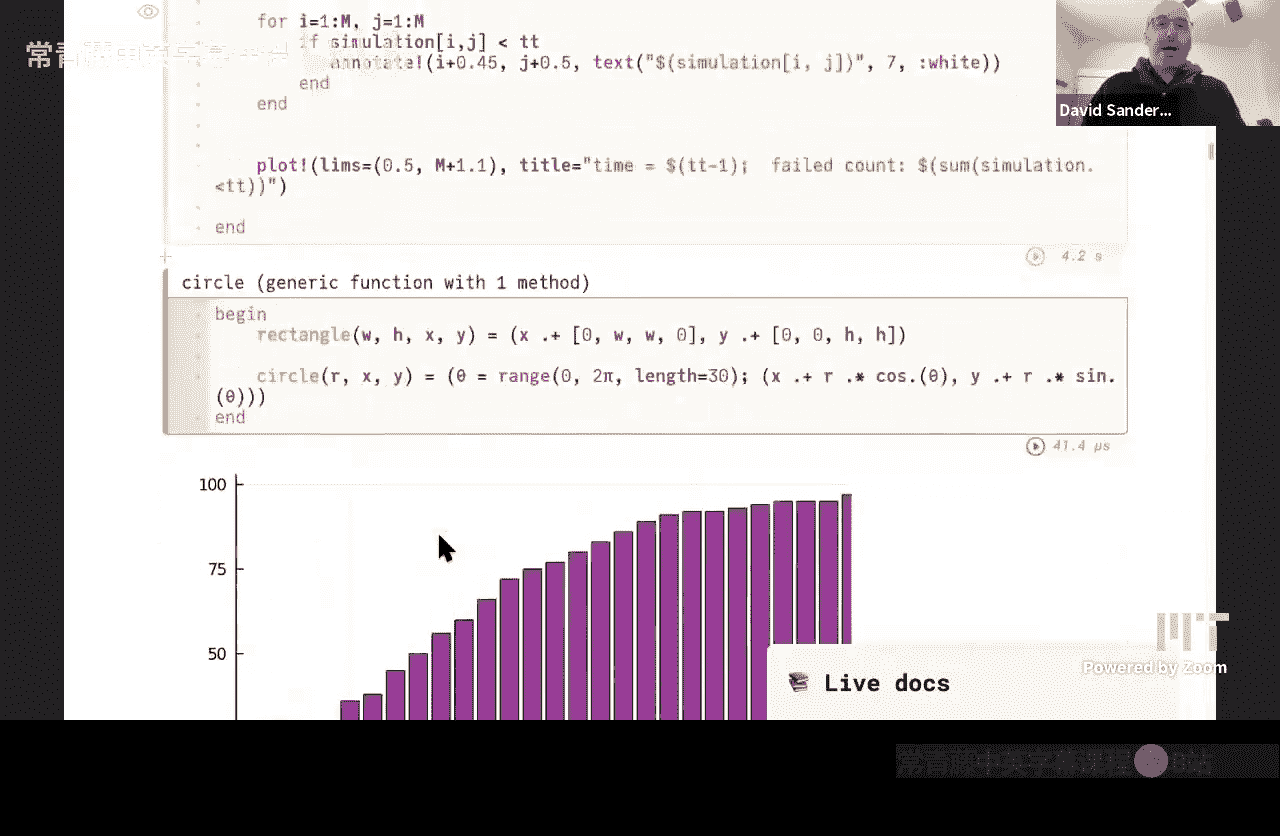 for i=1:M, j=1:M
if simulation[i,j] < tt
annotate!(i+0.45, j+0.5, text("$(simulation[i, j])", 7, :white))
end
end
David Sander...
plot!(lims=(0.5, M+1.1), title="time = $(tt-1);  failed count: $(sum(simulation.
<tt))")
end
4.2 s
circle (generic function with 1 method)
begin
rectangle(w, h, x, y) = (x .+ [0, w, w, 0], y .+ [0, 0, h, h])
circle(r, x, y) = (θ = range(0, 2π, length=30); (x .+ r .* cos.(θ), y .+ r .* sin.
(θ)))
end
41.4 μs
100
75
50
Live docs
MIT
Powered by Zoom